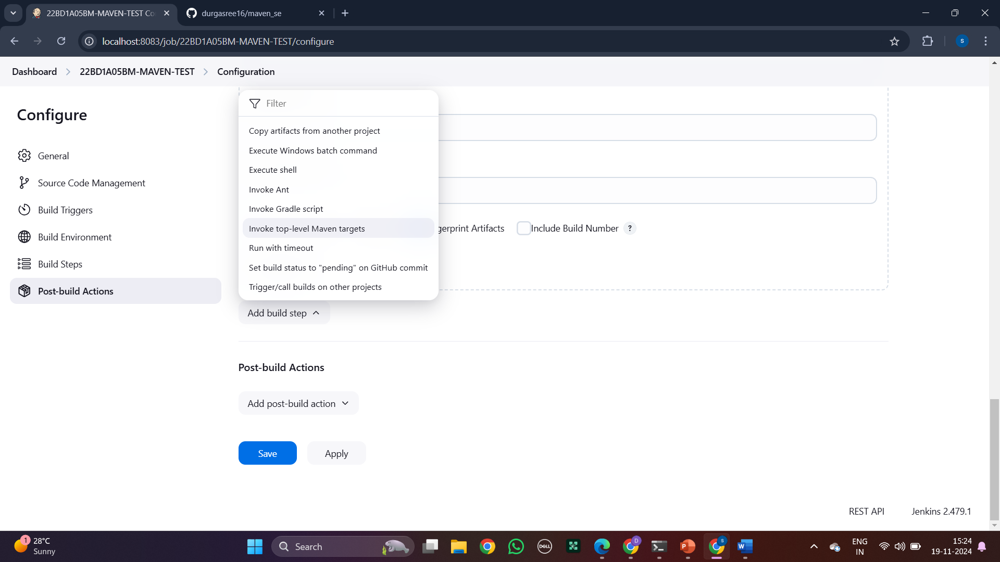 22BD1A05BM-MAVEN-TEST Co
durgasree16/maven_se
localhost:8083/job/22BD1A05BM-MAVEN-TEST/configure
S
Dashboard > 22BD1A05BM-MAVEN-TEST > Configuration
Configure
General
Source Code Management
Build Triggers
Build Environment
Build Steps
Post-build Actions
Filter
Copy artifacts from another project
Execute Windows batch command
Execute shell
Invoke Ant
Invoke Gradle script
Invoke top-level Maven targets
Run with timeout
Set build status to "pending" on GitHub commit
Trigger/call builds on other projects
gerprint Artifacts
Include Build Number ?
Add build step
Post-build Actions
Add post-build action
Save
Apply
REST API
Jenkins 2.479.1
1
28°C
Sunny
Search
DELL
D
P
S
W
ENG
IN
15:24
19-11-2024